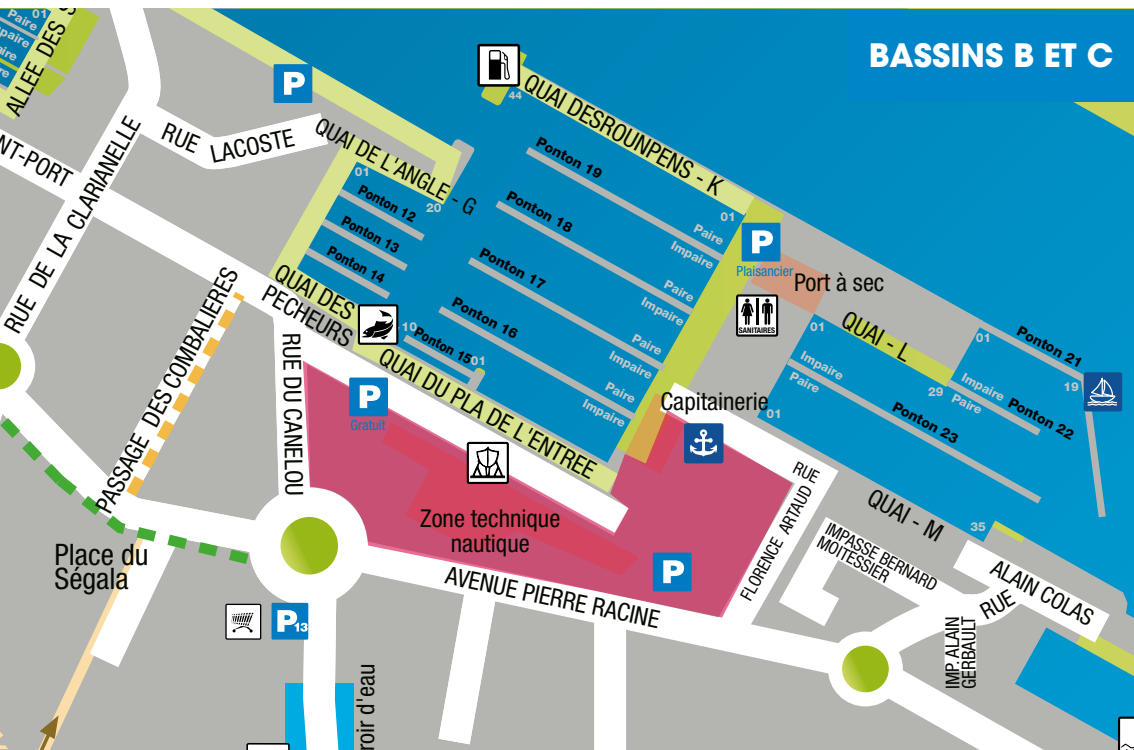 BASSINS B ET C
01
Paire
Impaire
Paire
ALLEE DES
P
44
QUAI DESROUNPENS - K
RUE LACOSTE
QUAI DE L'ANGLE - G
NT-PORT
RUE DE LA CLARIANELLE
01
20
Ponton 12
Ponton 13
Ponton 14
Ponton 19
Ponton 18
Ponton 17
Ponton 16
Ponton 15
10
01
01
Paire
Impaire
Paire
Impaire
Paire
Impaire
Paire
Impaire
P
Plaisancier
Port à sec
SANITAIRES
QUAI - L
01
01
Impaire
Paire
29
01
Ponton 21
19
Impaire
Paire
Ponton 22
Ponton 23
QUAI DES
PECHEURS
QUAI DU PLA DE L'ENTREE
PASSAGE DES COMBALIERES
RUE DU CANELOU
P
Gratuit
Capitainerie
Zone technique
nautique
P
RUE
FLORENCE ARTAUD
QUAI - M
35
IMPASSE BERNARD
MOITESSIER
RUE
ALAIN COLAS
IMP. ALAIN
GERBAULT
AVENUE PIERRE RACINE
Place du
Ségala
P13
roir d'eau